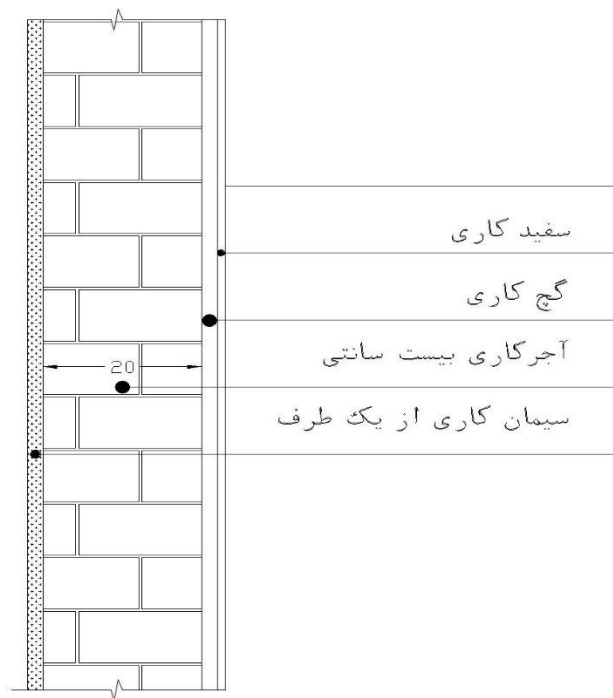 سفید کاری
گچ کاری
آجرکاری بیست سانتی
20
سیمان کاری از یک طرف